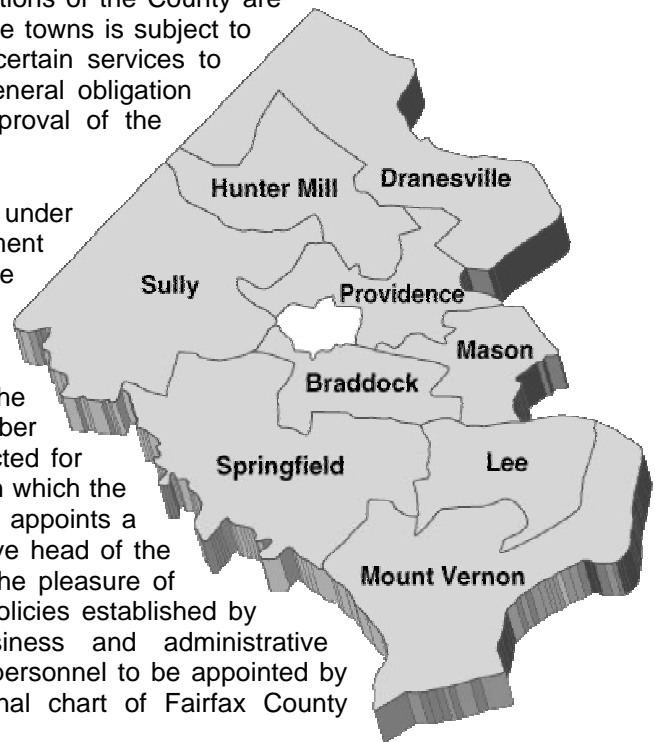 tions of the County are
e towns is subject to
certain services to
eneral obligation
proval of the
under
ment
e
he
ber
cted for
n which the
appoints a
ve head of the
he pleasure of
olicies established by
siness and administrative
personnel to be appointed by
nal chart of Fairfax County
Hunter Mill
Dranesville
Sully
Providence
Mason
Braddock
Springfield
Lee
Mount Vernon